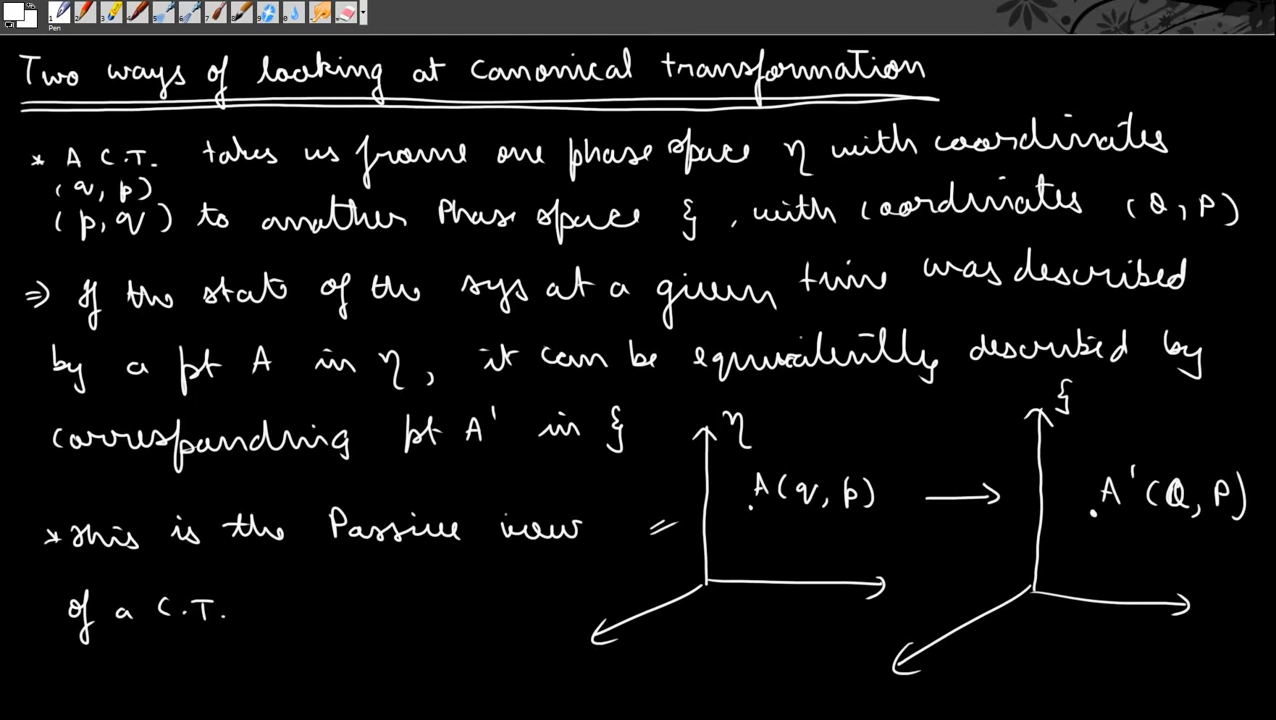 Pen
Two ways of looking at canonical transformation
* A C.T. takes us frome one phase space η with coordinates
(q, p)
(p, q) to another Phase space ξ, with coordinates (Q, P)
⇒ If the state of the sys at a given time was described
by a pt A in η, it can be equivalently described by
corresponding pt A' in ξ
η
ξ
A(q, p) → A'(Q, P)
* This is the Passive view
of a C.T.